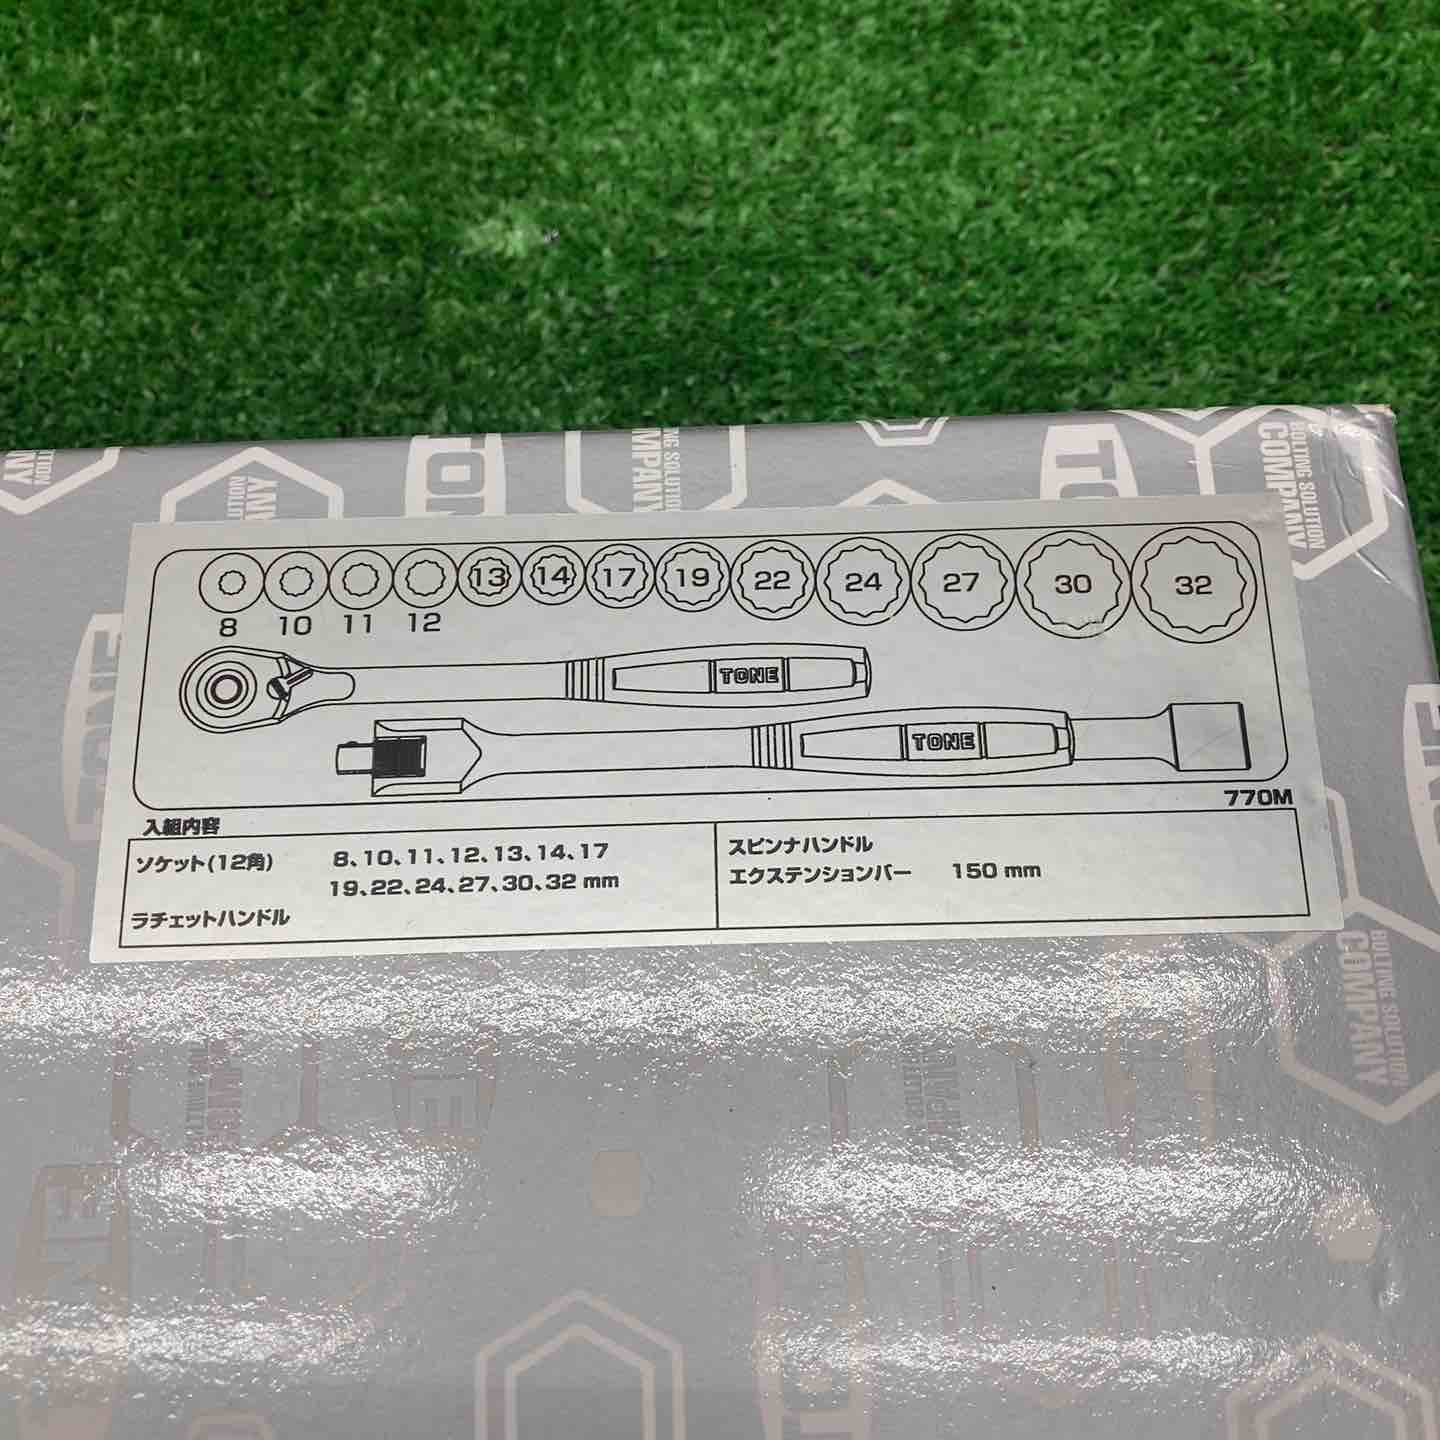 TON
BOLTING SOLUTION
COMPANY
13 14 17 19 22 24 27 30 32
8 10 11 12
TONE
TONE
770M
入組内容
ソケット(12角) 8、10、11、12、13、14、17
19、22、24、27、30、32 mm
ラチェットハンドル
スピンナハンドル
エクステンションバー 150 mm
BOLTING SOLUTION
COMPANY